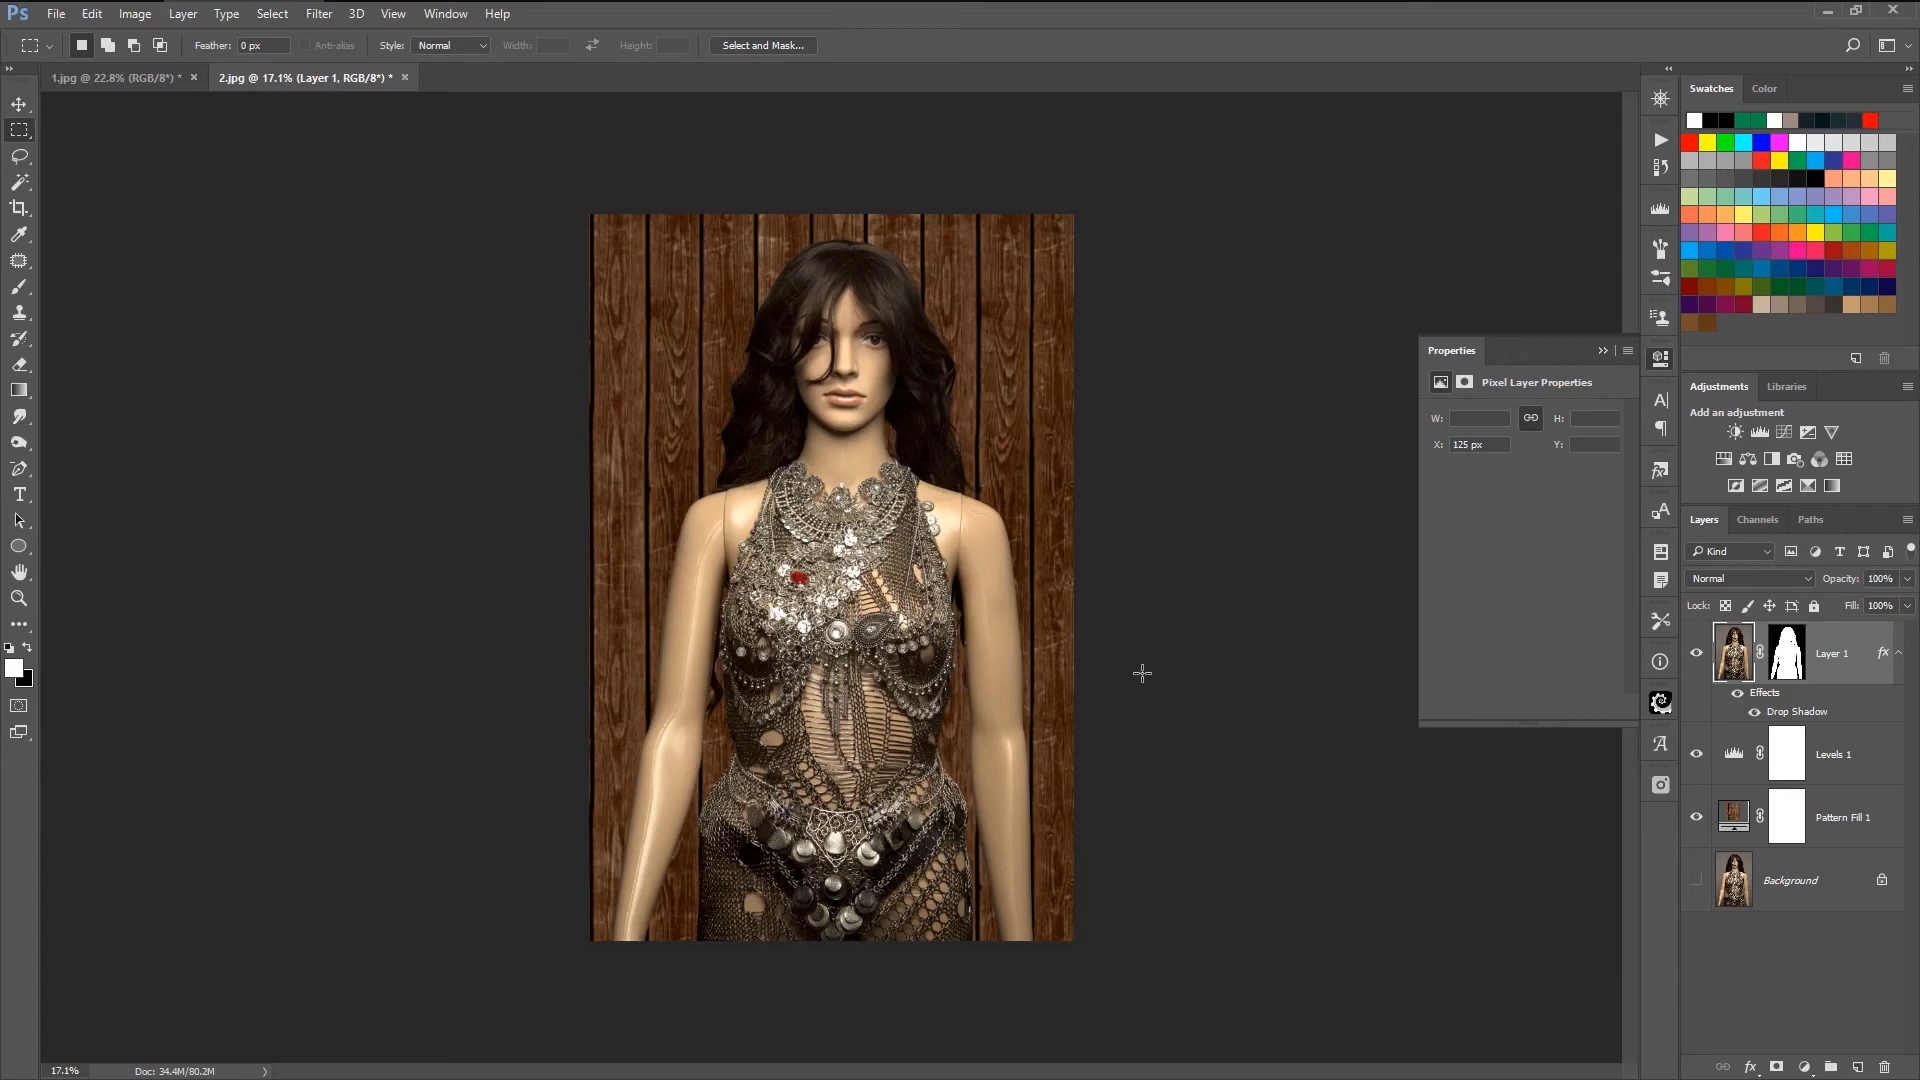 Ps File Edit Image Layer Type Select Filter 3D View Window Help
Feather: 0 px Anti-alias Style: Normal Width: Height: Select and Mask...
1.jpg @ 22.8% (RGB/8*) * × 2.jpg @ 17.1% (Layer 1, RGB/8*) * ×
Swatches Color
Properties
Pixel Layer Properties
W: H:
X: 125 px Y:
Adjustments Libraries
Add an adjustment
Layers Channels Paths
Kind
Normal Opacity: 100%
Lock: Fill: 100%
Layer 1 fx
Effects
Drop Shadow
Levels 1
Pattern Fill 1
Background
17.1% Doc: 34.4M/80.2M